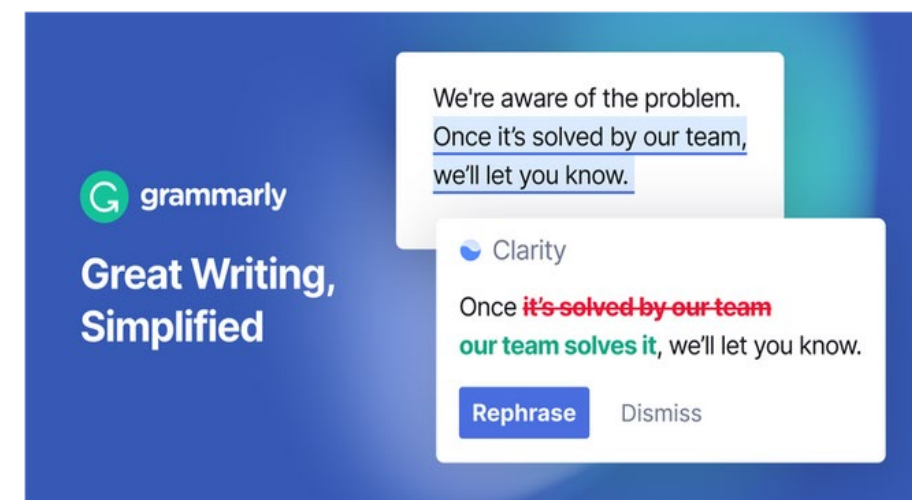 grammarly
Great Writing,
Simplified
We're aware of the problem.
Once it’s solved by our team,
we’ll let you know.
Clarity
Once it’s solved by our team
our team solves it, we’ll let you know.
Rephrase
Dismiss